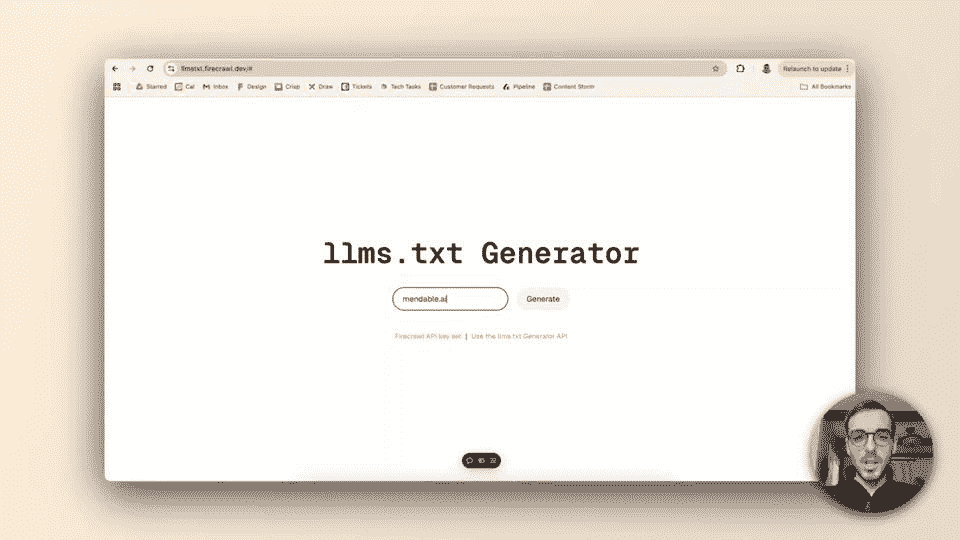 llmstxt.firecrawl.dev/#
Relaunch to update
Starred Cal Inbox Design Crisp Draw Tickets Tech Tasks Customer Requests Pipeline Content Storm All Bookmarks
llms.txt Generator
mendable.ai Generate
Firecrawl API key set | Use the llms.txt Generator API